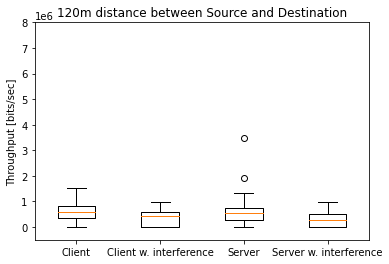 120m distance between Source and Destination
1e6
8
7
6
5
4
3
2
1
0
Throughput [bits/sec]
Client
Client w. interference
Server
Server w. interference